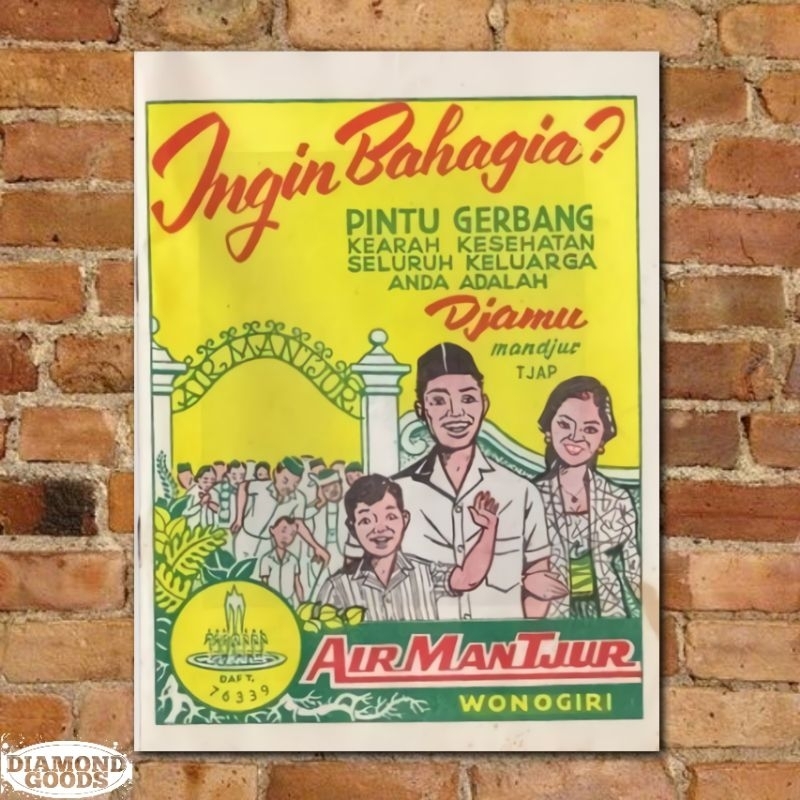 Ingin Bahagia?
PINTU GERBANG
KEARAH KESEHATAN
SELURUH KELUARGA
ANDA ADALAH
Djamu
mandjur
TJAP
AIR MANTJUR
DAFT.
76339
AIR MANTJUR
WONOGIRI
DIAMOND
GOODS